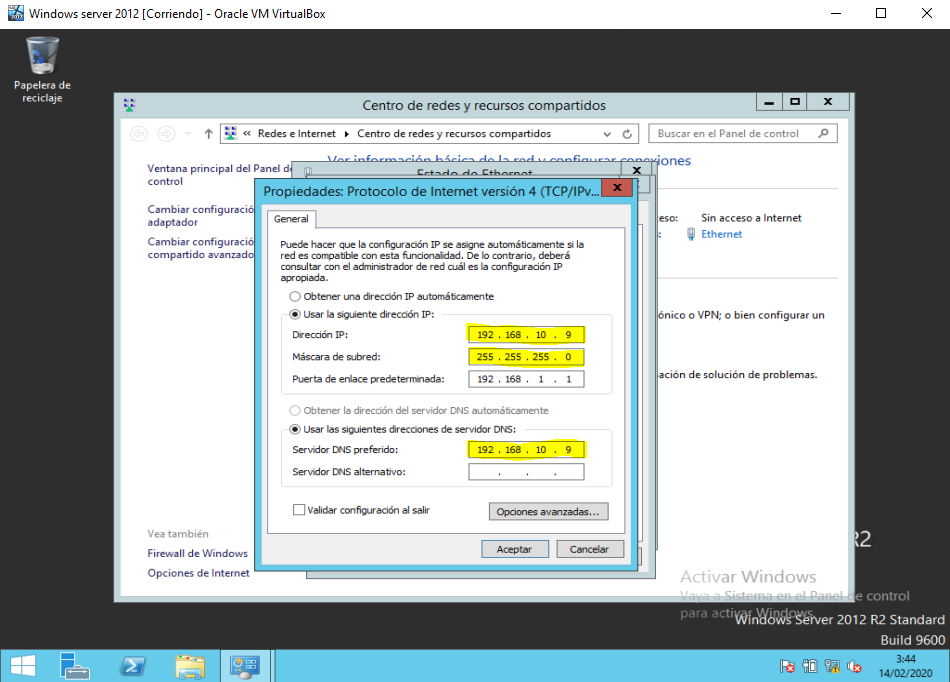 Windows server 2012 [Corriendo] - Oracle VM VirtualBox
Papelera de
reciclaje
Centro de redes y recursos compartidos
« Redes e Internet Centro de redes y recursos compartidos
Buscar en el Panel de control
Ventana principal del Panel de
control
Cambiar configuració
adaptador
Cambiar configuració
compartido avanzado
Vea también
Firewall de Windows
Opciones de Internet
Ver información básica de la red y configurar conexiones
Estado de Ethernet
eso: Sin acceso a Internet
Ethernet
ónico o VPN; o bien configurar un
ación de solución de problemas.
Propiedades: Protocolo de Internet versión 4 (TCP/IPv...
General
Puede hacer que la configuración IP se asigne automáticamente si la
red es compatible con esta funcionalidad. De lo contrario, deberá
consultar con el administrador de red cuál es la configuración IP
apropiada.
Obtener una dirección IP automáticamente
Usar la siguiente dirección IP:
Dirección IP: 192 . 168 . 10 . 9
Máscara de subred: 255 . 255 . 255 . 0
Puerta de enlace predeterminada: 192 . 168 . 1 . 1
Obtener la dirección del servidor DNS automáticamente
Usar las siguientes direcciones de servidor DNS:
Servidor DNS preferido: 192 . 168 . 10 . 9
Servidor DNS alternativo: . . .
Validar configuración al salir
Opciones avanzadas...
Aceptar Cancelar
R2
Activar Windows
Vaya a Sistema en el Panel de control
para activar Windows.
Windows Server 2012 R2 Standard
Build 9600
3:44
14/02/2020